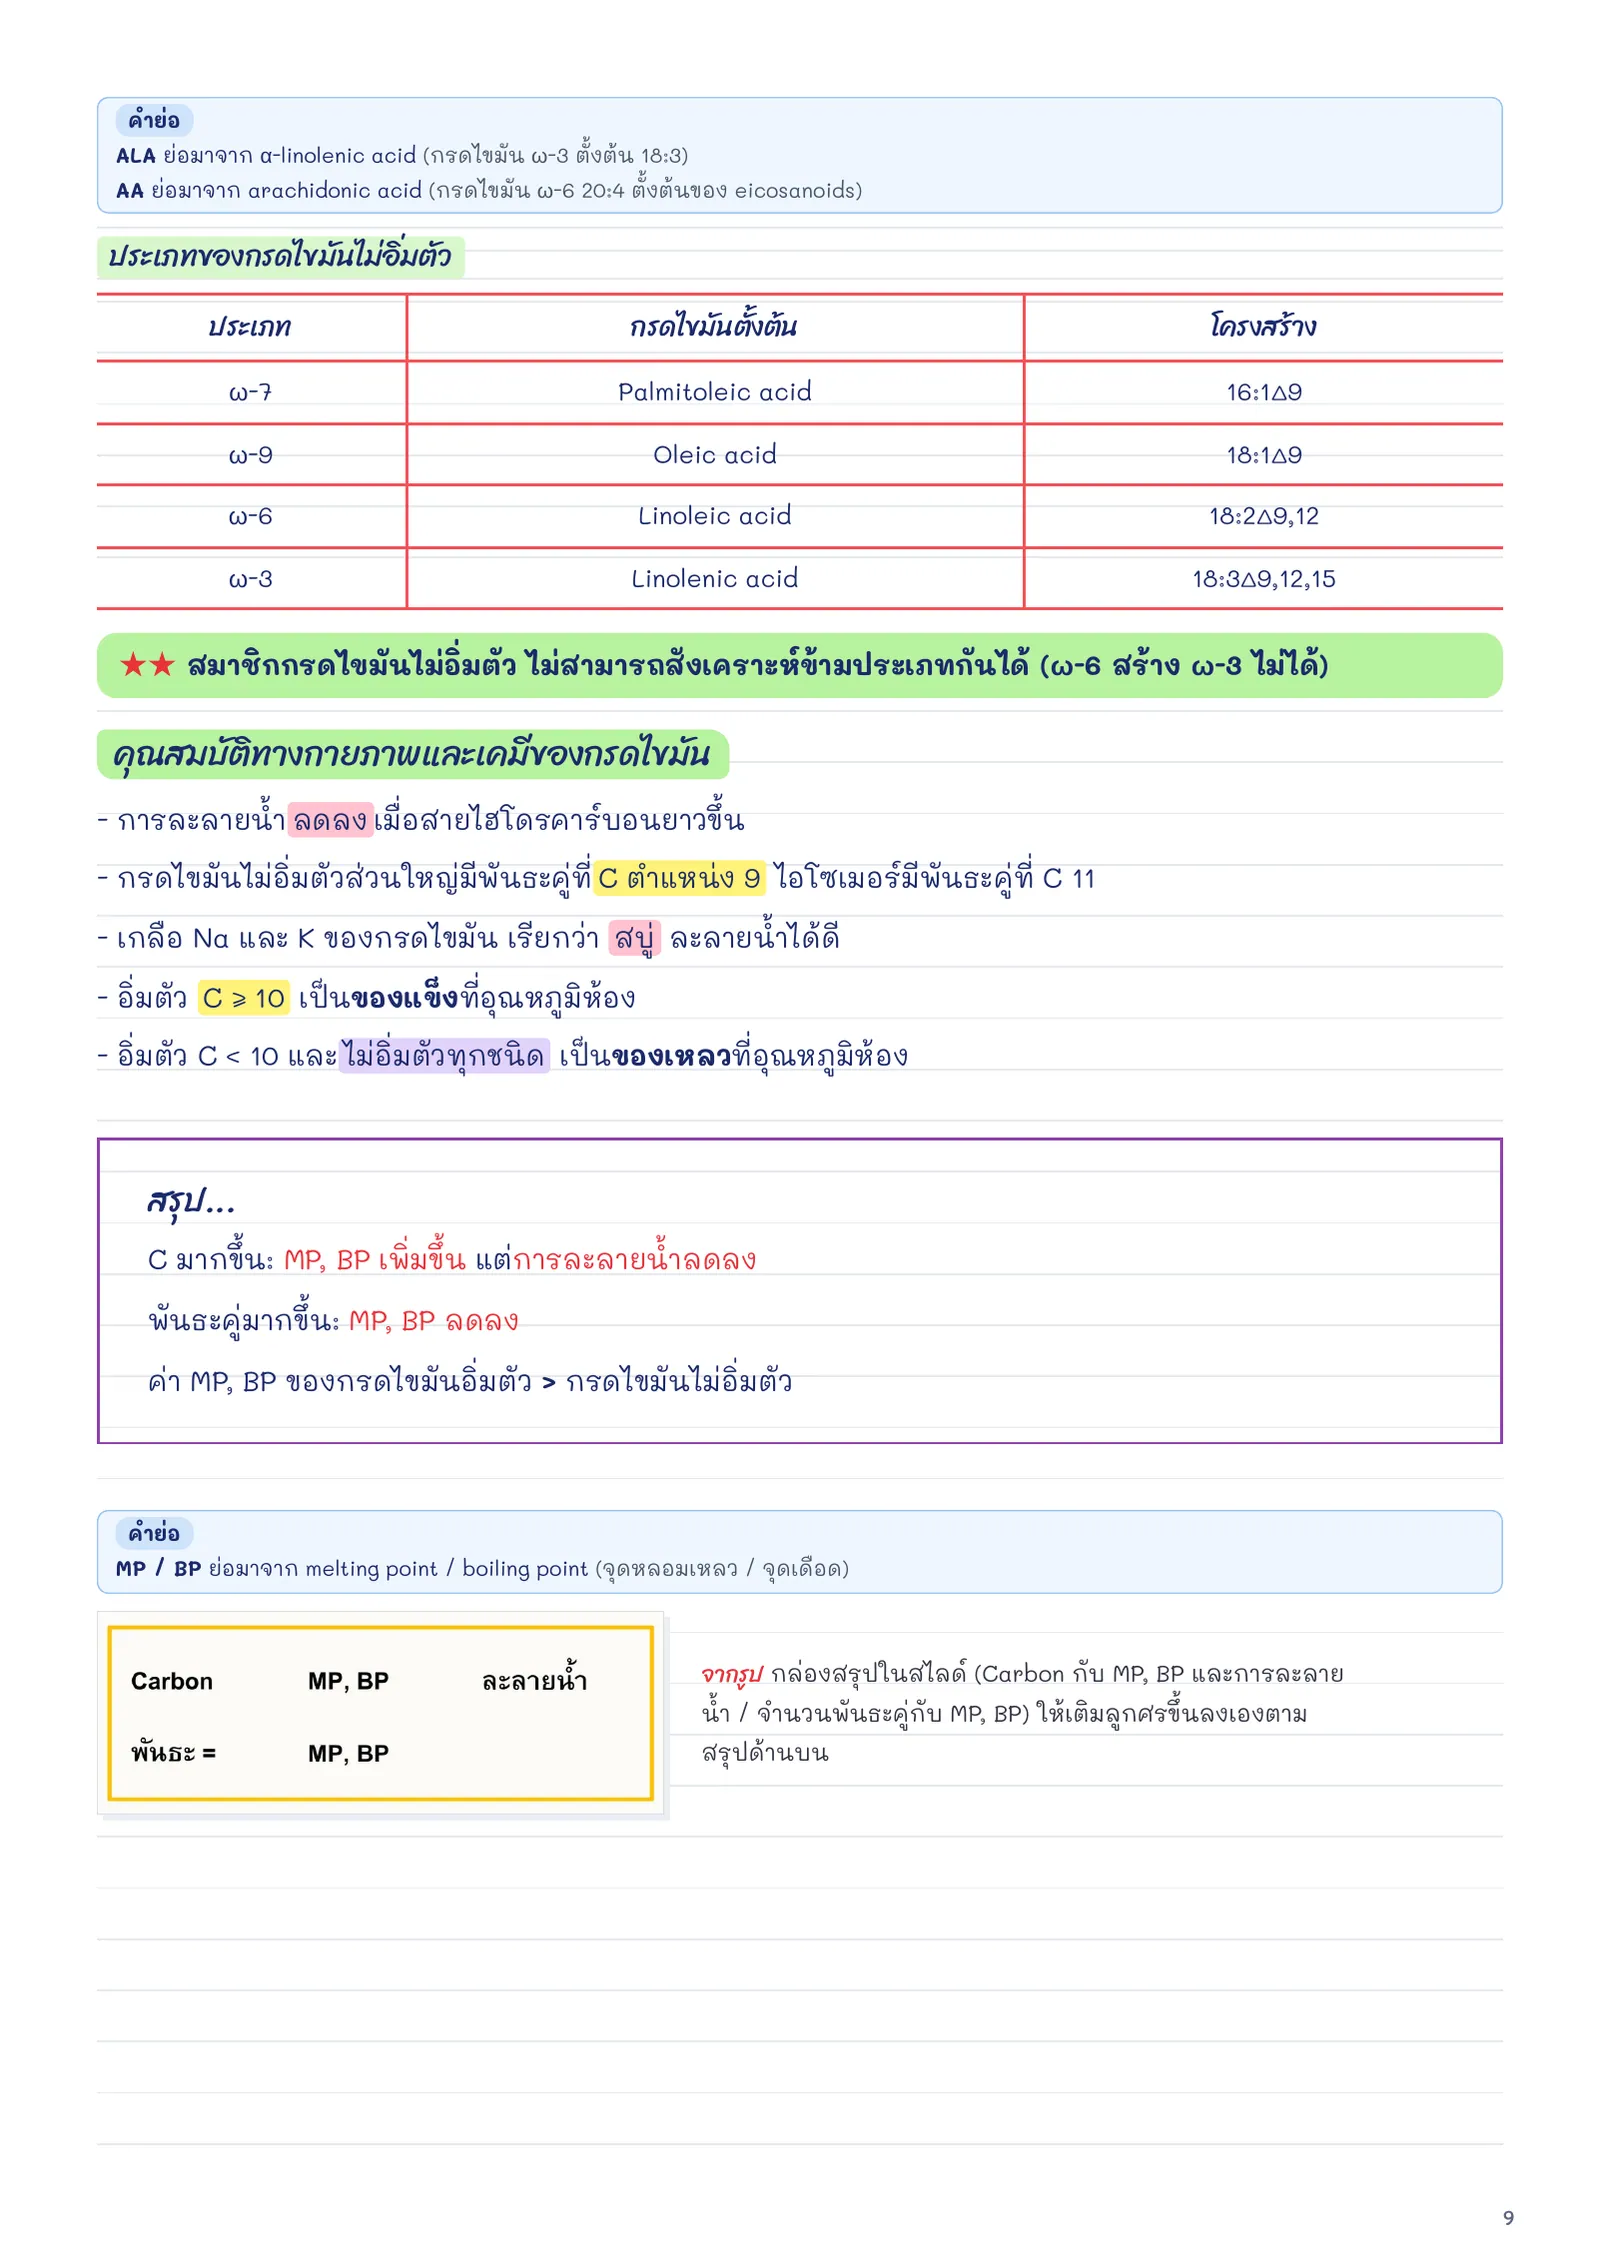 คำย่อ
ALA ย่อมาจาก α-linolenic acid (กรดไขมัน ω-3 ตั้งต้น 18:3)
AA ย่อมาจาก arachidonic acid (กรดไขมัน ω-6 20:4 ตั้งต้นของ eicosanoids)
ประเภทของกรดไขมันไม่อิ่มตัว
ประเภท กรดไขมันตั้งต้น โครงสร้าง
ω-7 Palmitoleic acid 16:1△9
ω-9 Oleic acid 18:1△9
ω-6 Linoleic acid 18:2△9,12
ω-3 Linolenic acid 18:3△9,12,15
★★ สมาชิกกรดไขมันไม่อิ่มตัว ไม่สามารถสังเคราะห์ข้ามประเภทกันได้ (ω-6 สร้าง ω-3 ไม่ได้)
คุณสมบัติทางกายภาพและเคมีของกรดไขมัน
- การละลายน้ำ ลดลง เมื่อสายไฮโดรคาร์บอนยาวขึ้น
- กรดไขมันไม่อิ่มตัวส่วนใหญ่มีพันธะคู่ที่ C ตำแหน่ง 9 ไอโซเมอร์มีพันธะคู่ที่ C 11
- เกลือ Na และ K ของกรดไขมัน เรียกว่า สบู่ ละลายน้ำได้ดี
- อิ่มตัว C ⩾ 10 เป็นของแข็งที่อุณหภูมิห้อง
- อิ่มตัว C < 10 และ ไม่อิ่มตัวทุกชนิด เป็นของเหลวที่อุณหภูมิห้อง
สรุป...
C มากขึ้น: MP, BP เพิ่มขึ้น แต่การละลายน้ำลดลง
พันธะคู่มากขึ้น: MP, BP ลดลง
ค่า MP, BP ของกรดไขมันอิ่มตัว > กรดไขมันไม่อิ่มตัว
คำย่อ
MP / BP ย่อมาจาก melting point / boiling point (จุดหลอมเหลว / จุดเดือด)
Carbon MP, BP ละลายน้ำ
พันธะ = MP, BP
จากรูป กล่องสรุปในสไลด์ (Carbon กับ MP, BP และการละลาย
น้ำ / จำนวนพันธะคู่กับ MP, BP) ให้เติมลูกศรขึ้นลงเองตาม
สรุปด้านบน
9